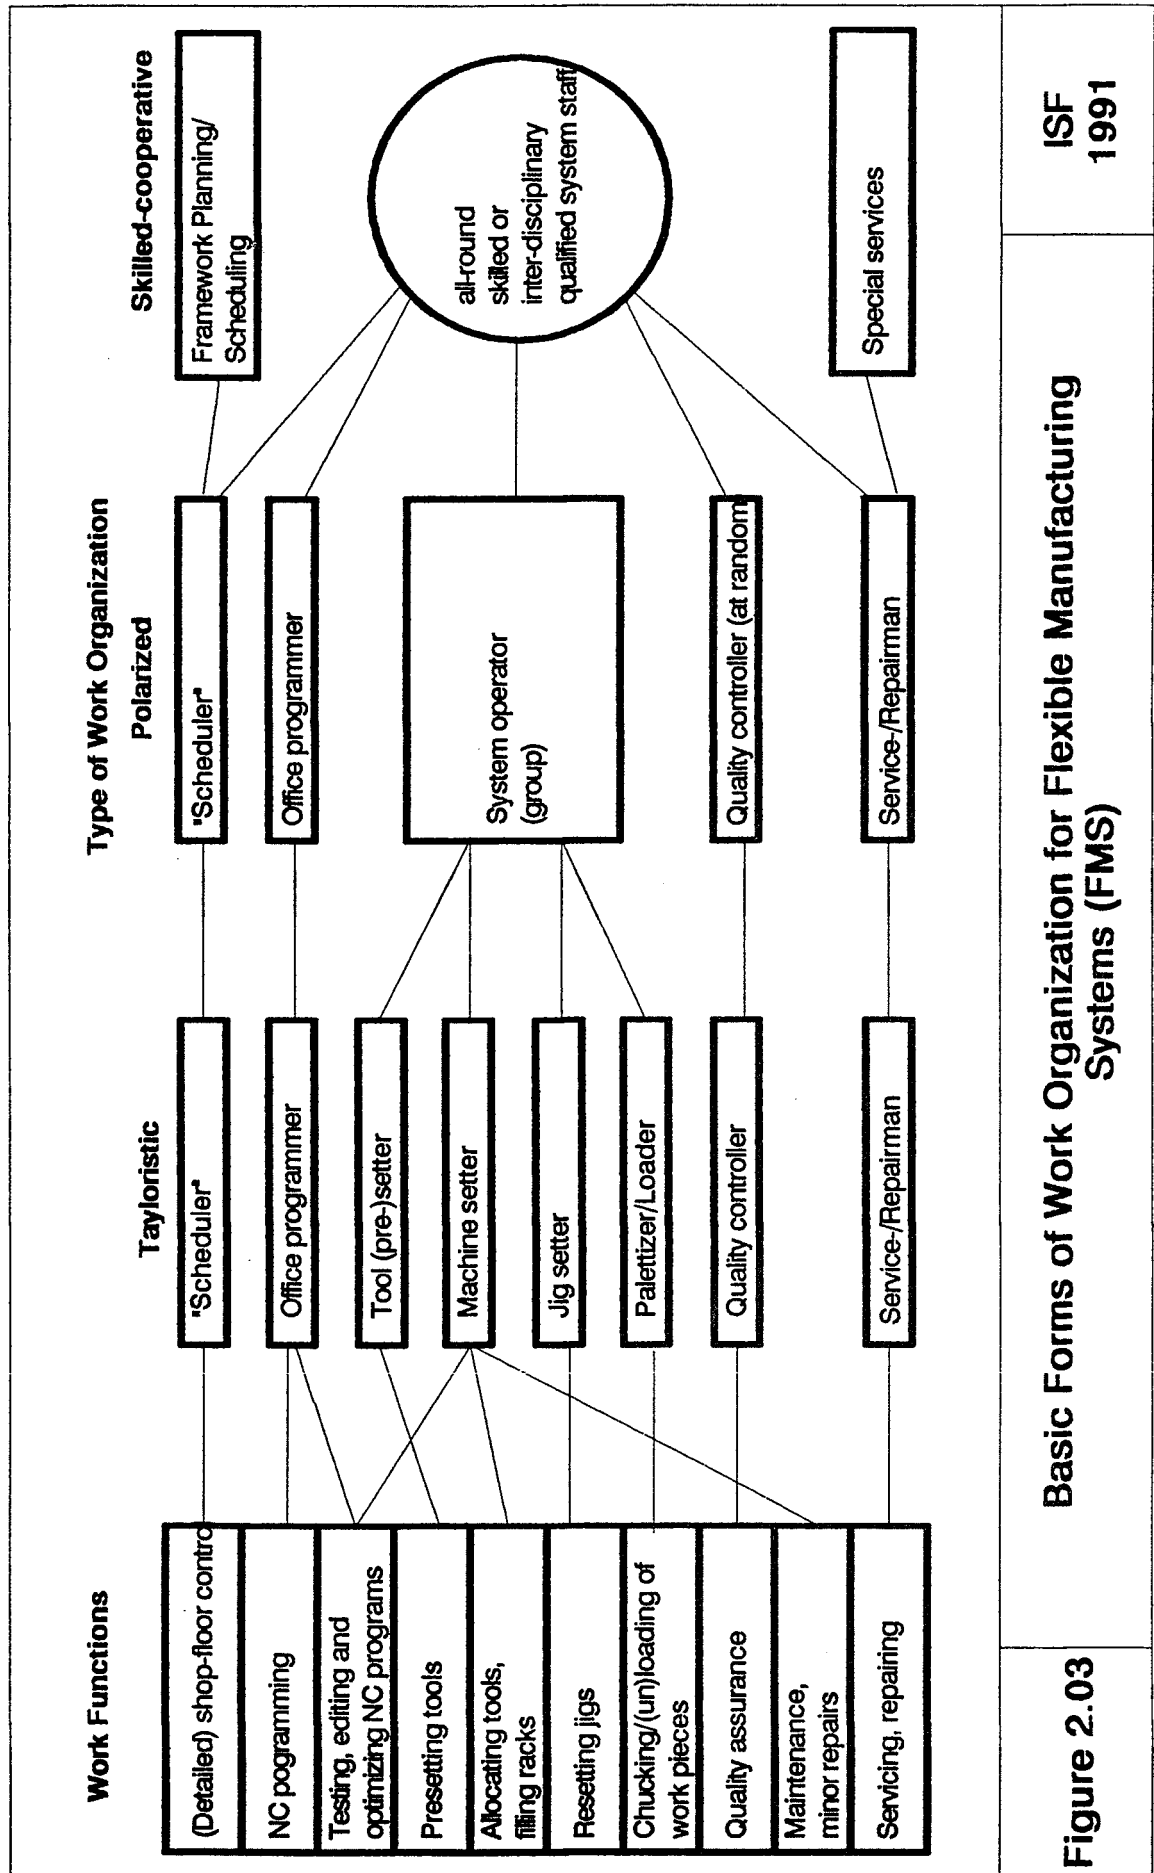 Type of Work Organization
Work Functions
Tayloristic
Polarized
Skilled-cooperative
(Detailed) shop-floor contro
NC pogramming
Testing, editing and
optimizing NC programs
Presetting tools
Allocating tools,
filling racks
Resetting jigs
Chucking/(un)loading of
work pieces
Quality assurance
Maintenance,
minor repairs
Servicing, repairing
"Scheduler"
Office programmer
Tool (pre-)setter
Machine setter
Jig setter
Palettizer/Loader
Quality controller
Service-/Repairman
"Scheduler"
Office programmer
System operator
(group)
Quality controller (at random
Service-/Repairman
Framework Planning/
Scheduling
all-round
skilled or
inter-disciplinary
qualified system staff
Special services
Figure 2.03
Basic Forms of Work Organization for Flexible Manufacturing
Systems (FMS)
ISF
1991